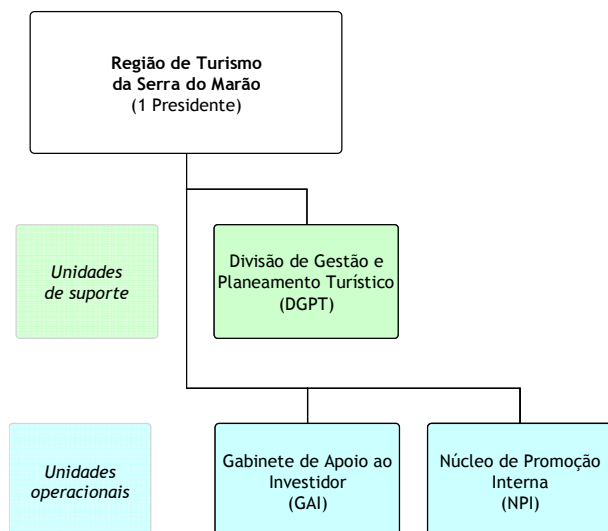 Região de Turismo
da Serra do Marão
(1 Presidente)
Unidades
de suporte
Divisão de Gestão e
Planeamento Turístico
(DGPT)
Unidades
operacionais
Gabinete de Apoio ao
Investidor
(GAI)
Núcleo de Promoção
Interna
(NPI)